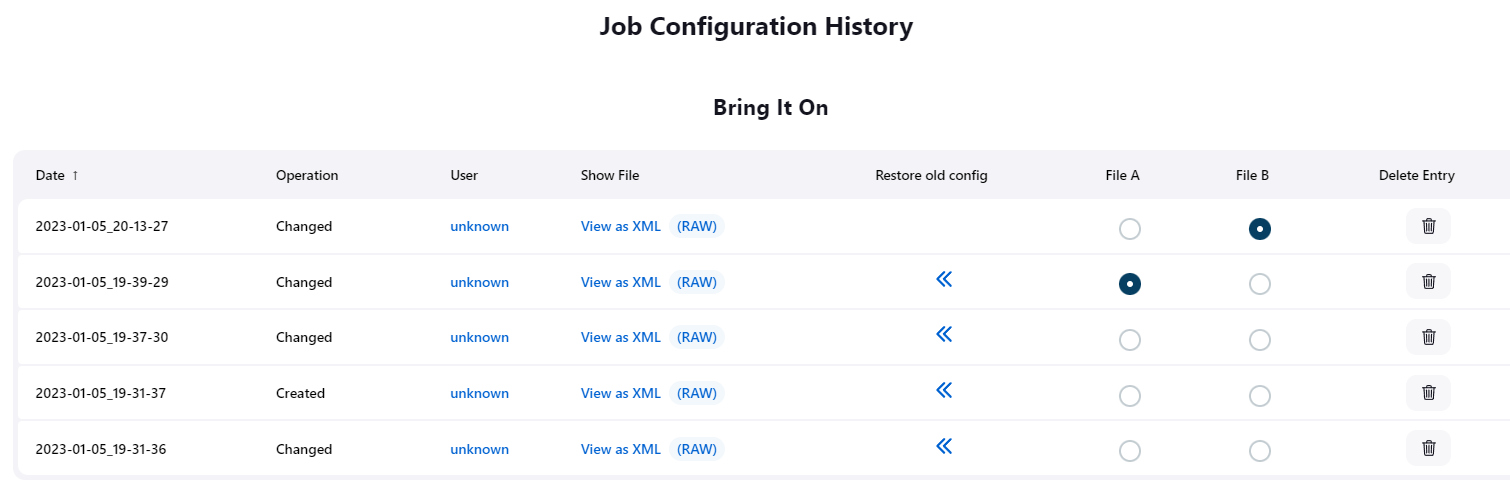 Job Configuration History
Bring It On
Date ↑ Operation User Show File Restore old config File A File B Delete Entry
2023-01-05_20-13-27 Changed unknown View as XML (RAW)
2023-01-05_19-39-29 Changed unknown View as XML (RAW)
2023-01-05_19-37-30 Changed unknown View as XML (RAW)
2023-01-05_19-31-37 Created unknown View as XML (RAW)
2023-01-05_19-31-36 Changed unknown View as XML (RAW)